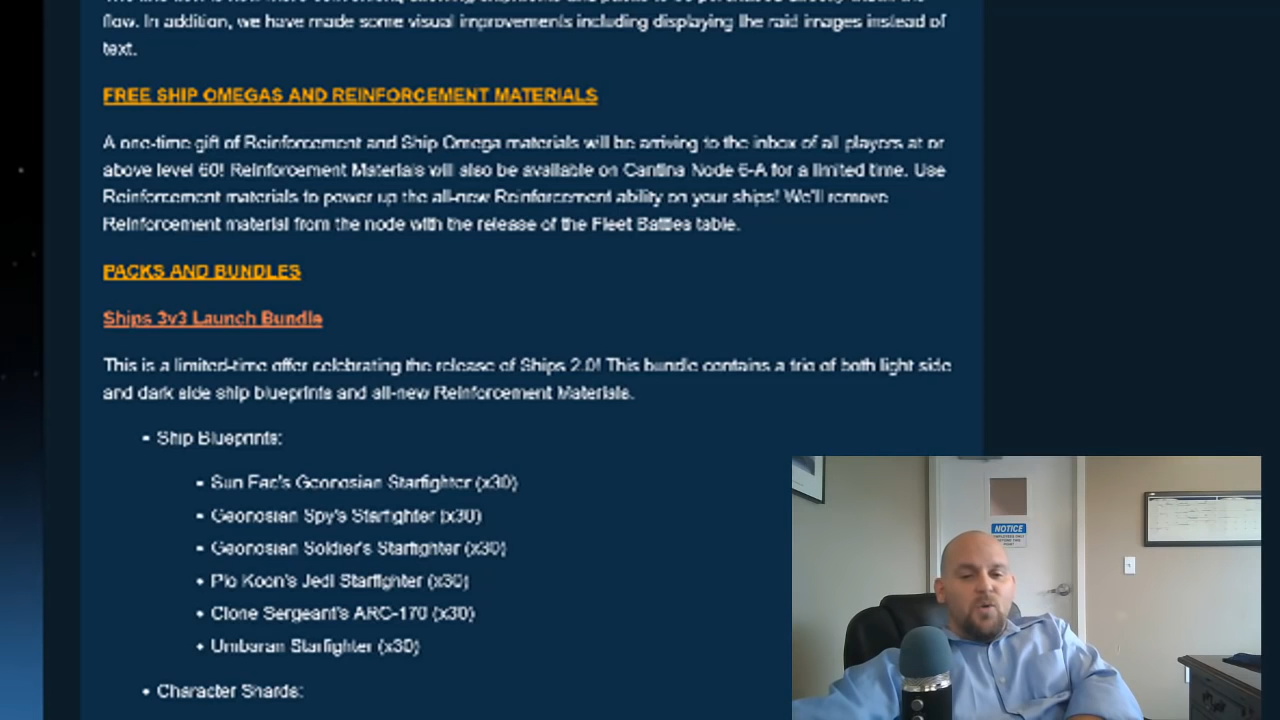 flow. In addition, we have made some visual improvements including displaying the raid images instead of
text.
FREE SHIP OMEGAS AND REINFORCEMENT MATERIALS
A one-time gift of Reinforcement and Ship Omega materials will be arriving to the inbox of all players at or
above level 60! Reinforcement Materials will also be available on Cantina Node 6-A for a limited time. Use
Reinforcement materials to power up the all-new Reinforcement ability on your ships! We'll remove
Reinforcement material from the node with the release of the Fleet Battles table.
PACKS AND BUNDLES
Ships 3v3 Launch Bundle
This is a limited-time offer celebrating the release of Ships 2.0! This bundle contains a trio of both light side
and dark side ship blueprints and all-new Reinforcement Materials.
• Ship Blueprints:
• Sun Fac's Geonosian Starfighter (x30)
• Geonosian Spy's Starfighter (x30)
• Geonosian Soldier's Starfighter (x30)
• Plo Koon's Jedi Starfighter (x30)
• Clone Sergeant's ARC-170 (x30)
• Umbaran Starfighter (x30)
• Character Shards:
NOTICE